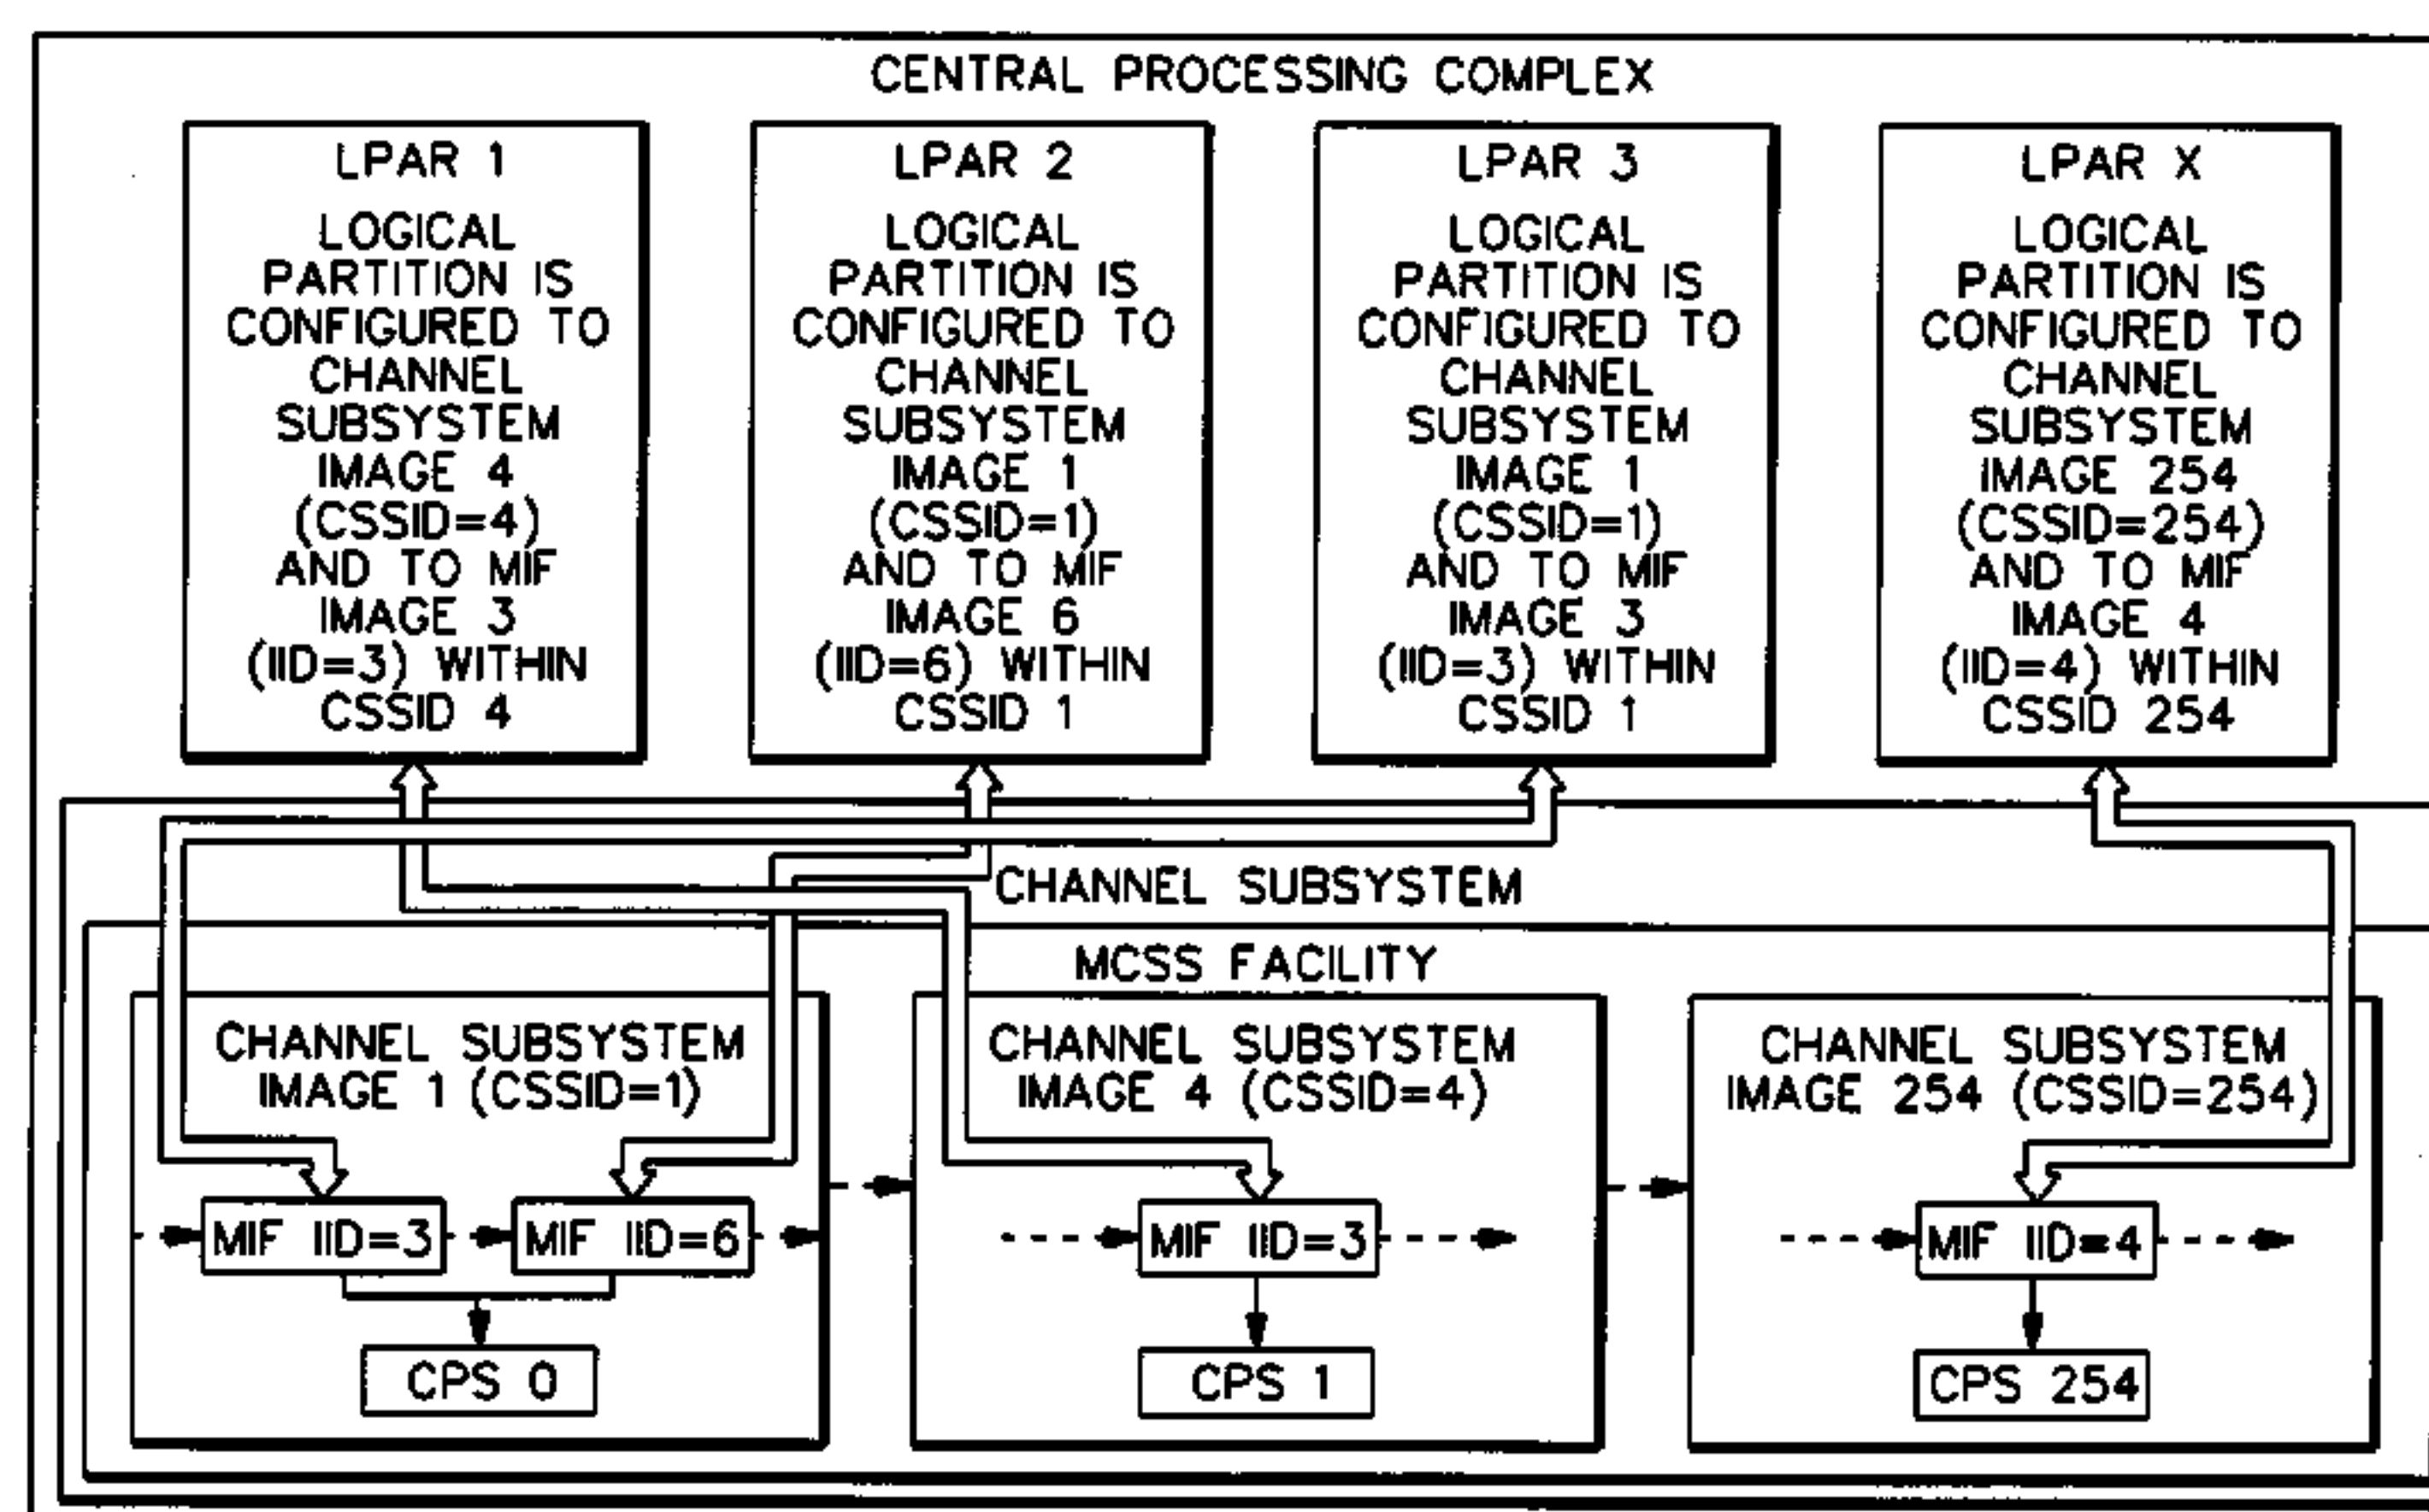 CENTRAL PROCESSING COMPLEX
LPAR 1
LOGICAL
PARTITION IS
CONFIGURED TO
CHANNEL
SUBSYSTEM
IMAGE 4
(CSSID=4)
AND TO MIF
IMAGE 3
(IID=3) WITHIN
CSSID 4
LPAR 2
LOGICAL
PARTITION IS
CONFIGURED TO
CHANNEL
SUBSYSTEM
IMAGE 1
(CSSID=1)
AND TO MIF
IMAGE 6
(IID=6) WITHIN
CSSID 1
LPAR 3
LOGICAL
PARTITION IS
CONFIGURED TO
CHANNEL
SUBSYSTEM
IMAGE 1
(CSSID=1)
AND TO MIF
IMAGE 3
(IID=3) WITHIN
CSSID 1
LPAR X
LOGICAL
PARTITION IS
CONFIGURED TO
CHANNEL
SUBSYSTEM
IMAGE 254
(CSSID=254)
AND TO MIF
IMAGE 4
(IID=4) WITHIN
CSSID 254
CHANNEL SUBSYSTEM
MCSS FACILITY
CHANNEL SUBSYSTEM
IMAGE 1 (CSSID=1)
MIF IID=3
MIF IID=6
CPS 0
CHANNEL SUBSYSTEM
IMAGE 4 (CSSID=4)
MIF IID=3
CPS 1
CHANNEL SUBSYSTEM
IMAGE 254 (CSSID=254)
MIF IID=4
CPS 254